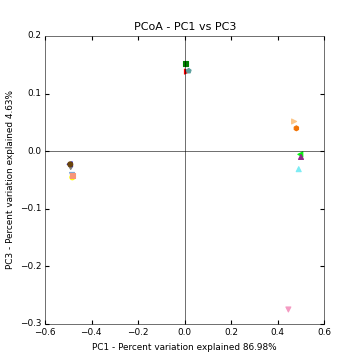 PCoA - PC1 vs PC3
0.2
0.1
0.0
−0.1
−0.2
−0.3
PC3 - Percent variation explained 4.63%
−0.6 −0.4 −0.2 0.0 0.2 0.4 0.6
PC1 - Percent variation explained 86.98%